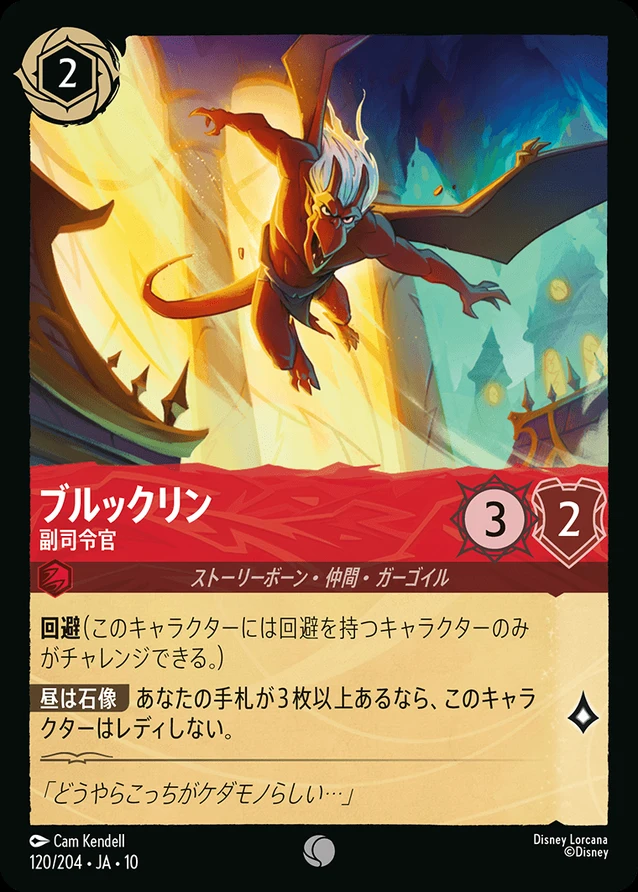 2
ブルックリン
副司令官
3
2
ストーリーボーン・仲間・ガーゴイル
回避(このキャラクターには回避を持つキャラクターのみ
がチャレンジできる。)
昼は石像 あなたの手札が3枚以上あるなら、このキャラ
クターはレディしない。
「どうやらこっちがケダモノらしい…」
Cam Kendell
Disney Lorcana
120/204・JA・10
©Disney